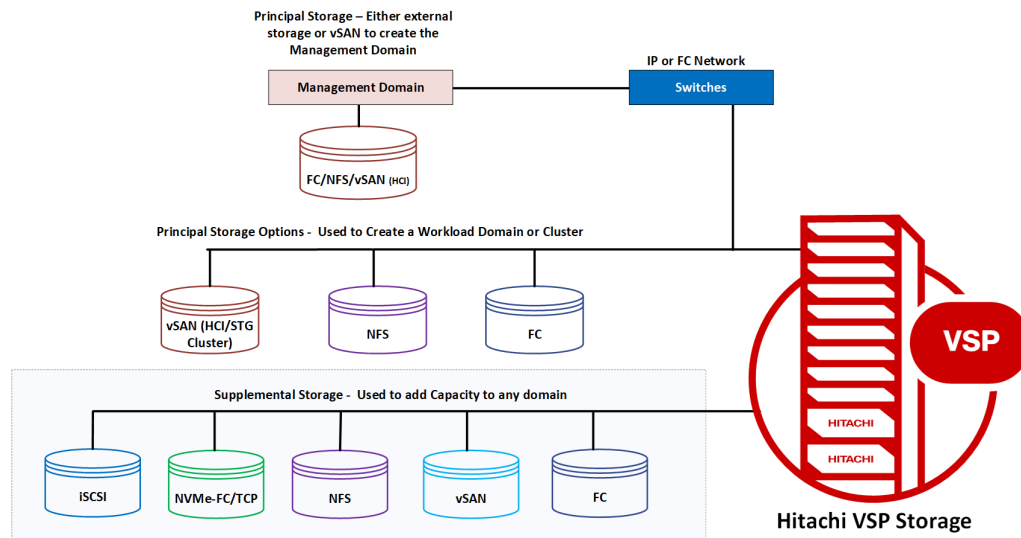 Principal Storage – Either external
storage or vSAN to create the
Management Domain
IP or FC Network
Management Domain
Switches
FC/NFS/vSAN (HCI)
Principal Storage Options -  Used to Create a Workload Domain or Cluster
vSAN (HCI/STG
Cluster)
NFS
FC
VSP
Supplemental Storage -  Used to add Capacity to any domain
HITACHI
HITACHI
iSCSI
NVMe-FC/TCP
NFS
vSAN
FC
Hitachi VSP Storage